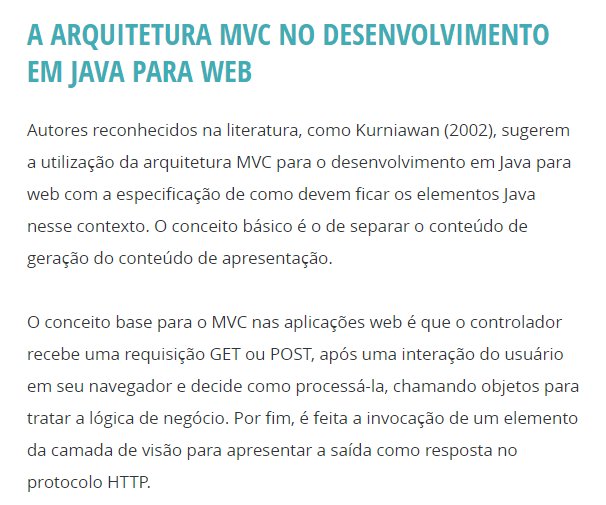 A ARQUITETURA MVC NO DESENVOLVIMENTO
EM JAVA PARA WEB
Autores reconhecidos na literatura, como Kurniawan (2002), sugerem
a utilização da arquitetura MVC para o desenvolvimento em Java para
web com a especificação de como devem ficar os elementos Java
nesse contexto. O conceito básico é o de separar o conteúdo de
geração do conteúdo de apresentação.
O conceito base para o MVC nas aplicações web é que o controlador
recebe uma requisição GET ou POST, após uma interação do usuário
em seu navegador e decide como processá-la, chamando objetos para
tratar a lógica de negócio. Por fim, é feita a invocação de um elemento
da camada de visão para apresentar a saída como resposta no
protocolo HTTP.